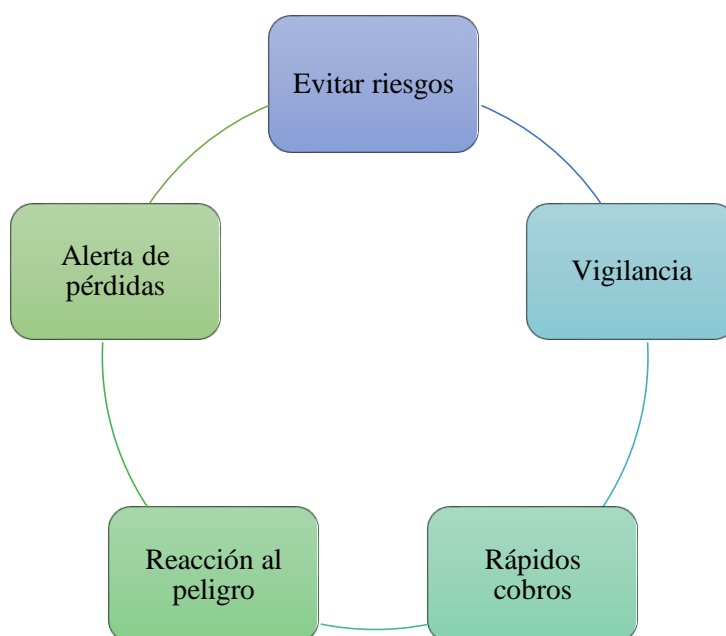 Evitar riesgos
Vigilancia
Rápidos
cobros
Reacción al
peligro
Alerta de
pérdidas